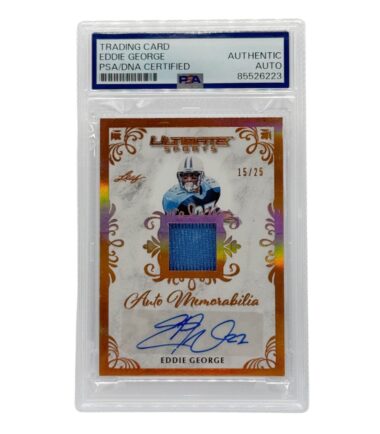 TRADING CARD
EDDIE GEORGE
PSA/DNA CERTIFIED
AUTHENTIC
AUTO
85526223
PSA
ULTIMATE
SPORTS
Leaf
15/25
Auto Memorabilia
EDDIE GEORGE